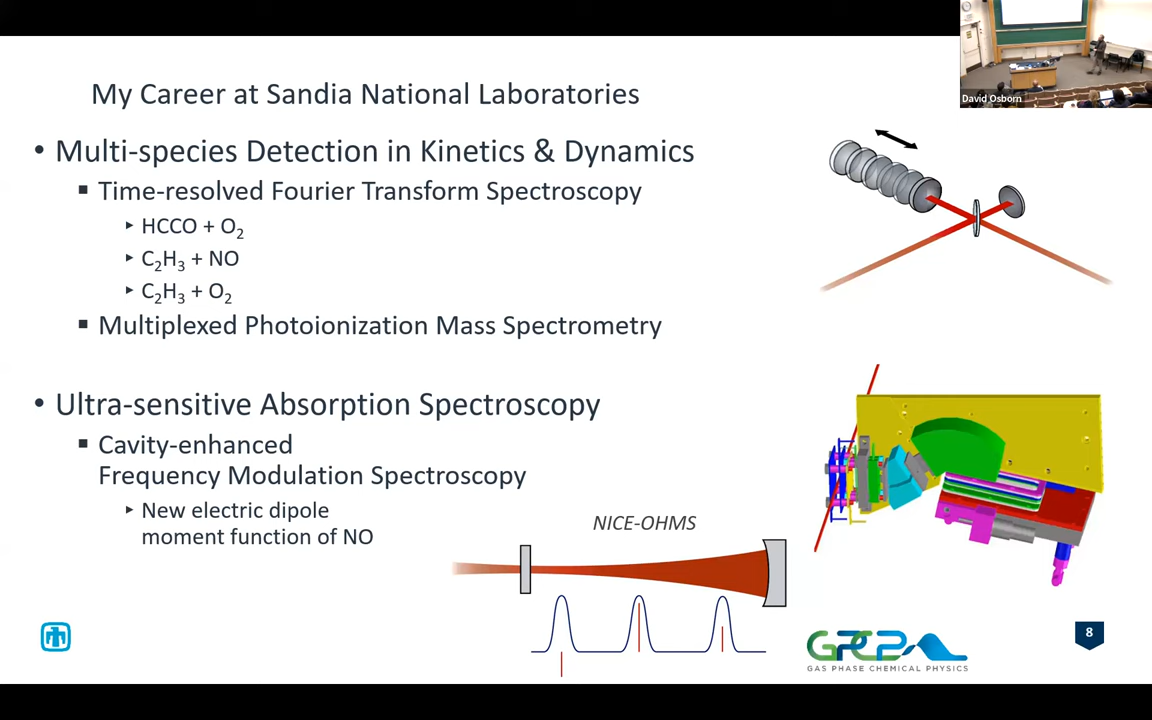 David Osborn
My Career at Sandia National Laboratories
• Multi-species Detection in Kinetics & Dynamics
▪ Time-resolved Fourier Transform Spectroscopy
‣ HCCO + O₂
‣ C₂H₃ + NO
‣ C₂H₃ + O₂
▪ Multiplexed Photoionization Mass Spectrometry
• Ultra-sensitive Absorption Spectroscopy
▪ Cavity-enhanced
Frequency Modulation Spectroscopy
‣ New electric dipole
moment function of NO
NICE-OHMS
GPCP
GAS PHASE CHEMICAL PHYSICS
8